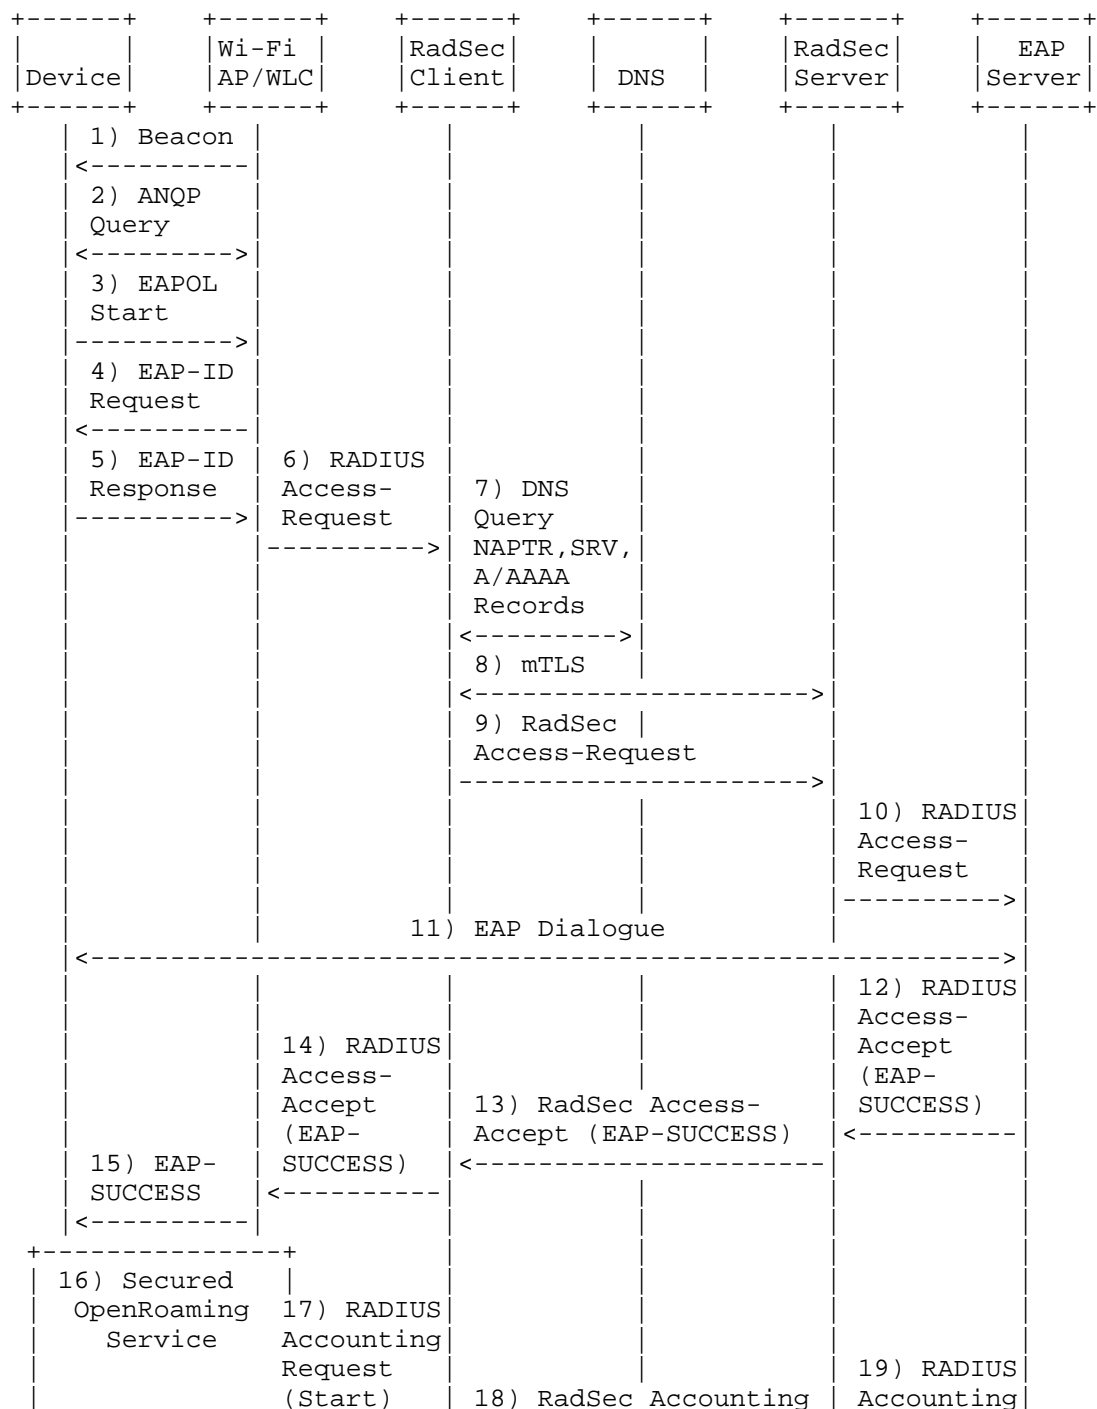 +------+    +------+    +------+    +------+    +------+    +------+
|      |    |Wi-Fi |    |RadSec|    |      |    |RadSec|    |  EAP |
|Device|    |AP/WLC|    |Client|    | DNS  |    |Server|    |Server|
+------+    +------+    +------+    +------+    +------+    +------+
   | 1) Beacon |           |           |           |           |
   |<----------|           |           |           |           |
   | 2) ANQP   |           |           |           |           |
   | Query     |           |           |           |           |
   |<--------->|           |           |           |           |
   | 3) EAPOL  |           |           |           |           |
   | Start     |           |           |           |           |
   |---------->|           |           |           |           |
   | 4) EAP-ID |           |           |           |           |
   | Request   |           |           |           |           |
   |<----------|           |           |           |           |
   | 5) EAP-ID | 6) RADIUS |           |           |           |
   | Response  | Access-   | 7) DNS    |           |           |
   |---------->| Request   | Query     |           |           |
   |           |---------->| NAPTR,SRV,|           |           |
   |           |           | A/AAAA    |           |           |
   |           |           | Records   |           |           |
   |           |           |<--------->|           |           |
   |           |           | 8) mTLS   |           |           |
   |           |           |<--------------------->|           |
   |           |           | 9) RadSec |           |           |
   |           |           | Access-Request        |           |
   |           |           |---------------------->|           |
   |           |           |           |           | 10) RADIUS|
   |           |           |           |           | Access-   |
   |           |           |           |           | Request   |
   |           |           |           |           |---------->|
   |           |         11) EAP Dialogue          |           |
   |<--------------------------------------------------------->|
   |           |           |           |           | 12) RADIUS|
   |           |           |           |           | Access-   |
   |           | 14) RADIUS|           |           | Accept    |
   |           | Access-   |           |           | (EAP-     |
   |           | Accept    | 13) RadSec Access-    | SUCCESS)  |
   |           | (EAP-     | Accept (EAP-SUCCESS)  |<----------|
   | 15) EAP-  | SUCCESS)  |<----------------------|           |
   | SUCCESS   |<----------|           |           |           |
   |<----------|           |           |           |           |
 +---------------+         |           |           |           |
 | 16) Secured   |         |           |           |           |
 |  OpenRoaming  17) RADIUS|           |           |           |
 |    Service    Accounting|           |           |           |
 |               Request   |           |           | 19) RADIUS|
 |               (Start)   | 18) RadSec Accounting | Accounting|